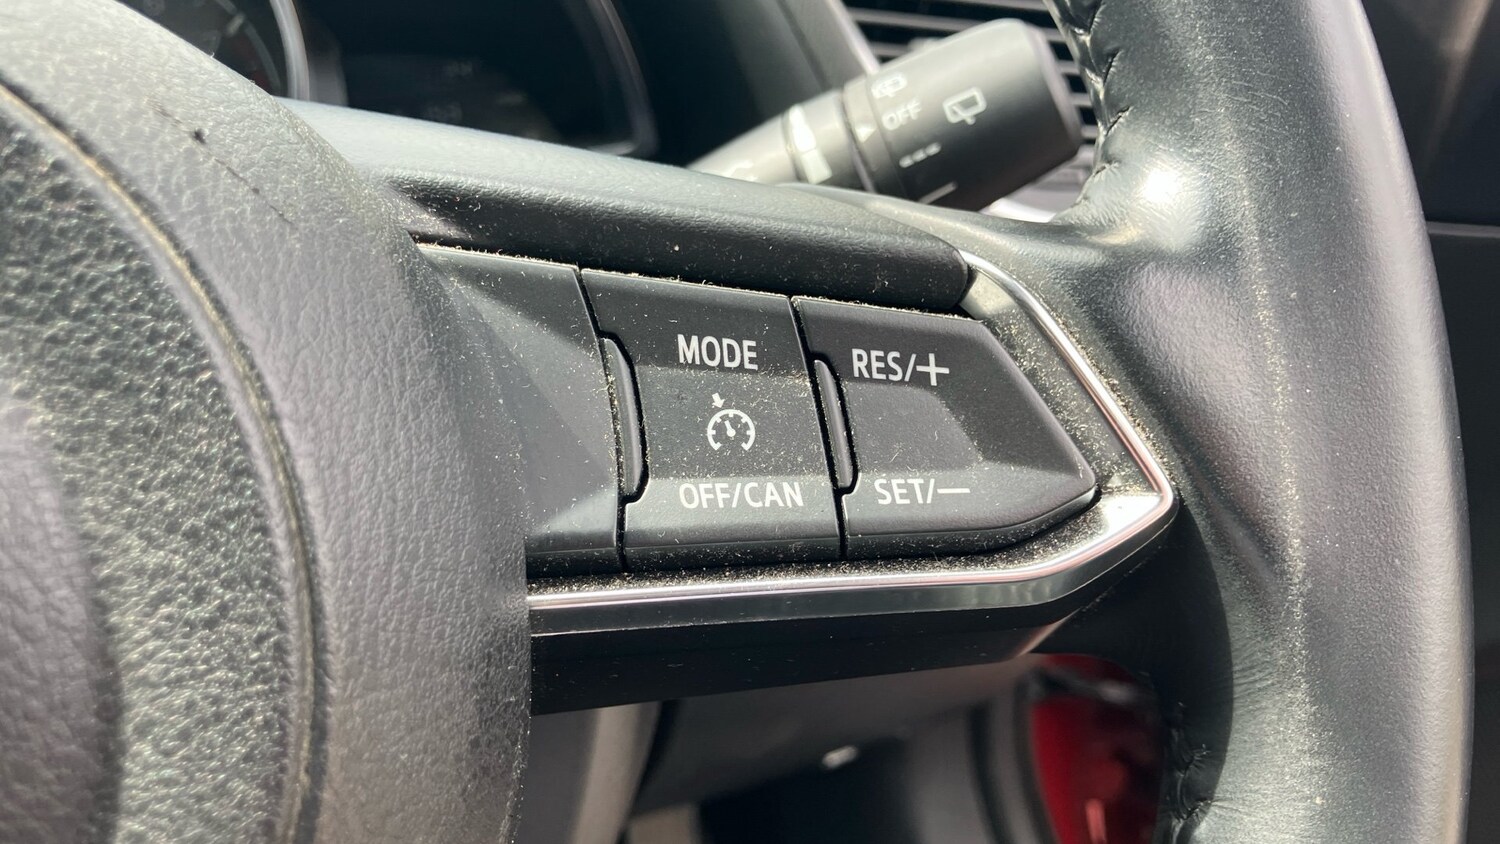 OFF
MODE
RES/+
OFF/CAN
SET/−